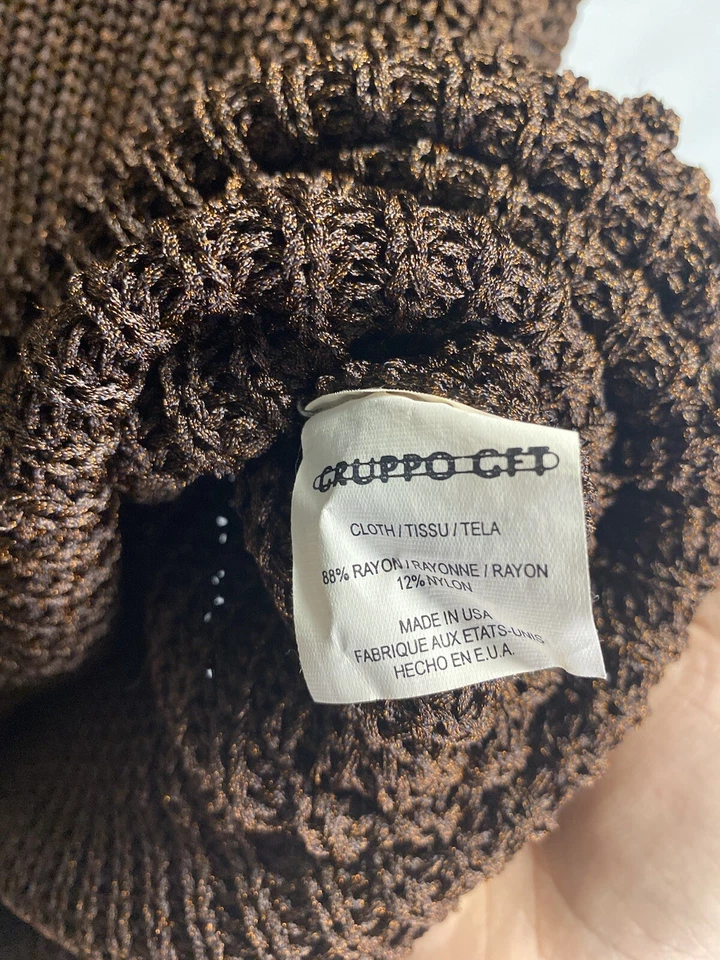 GRUPPO GFT
CLOTH / TISSU / TELA
88% RAYON / RAYONNE / RAYON
12% NYLON
MADE IN USA
FABRIQUE AUX ETATS-UNIS
HECHO EN E.U.A.